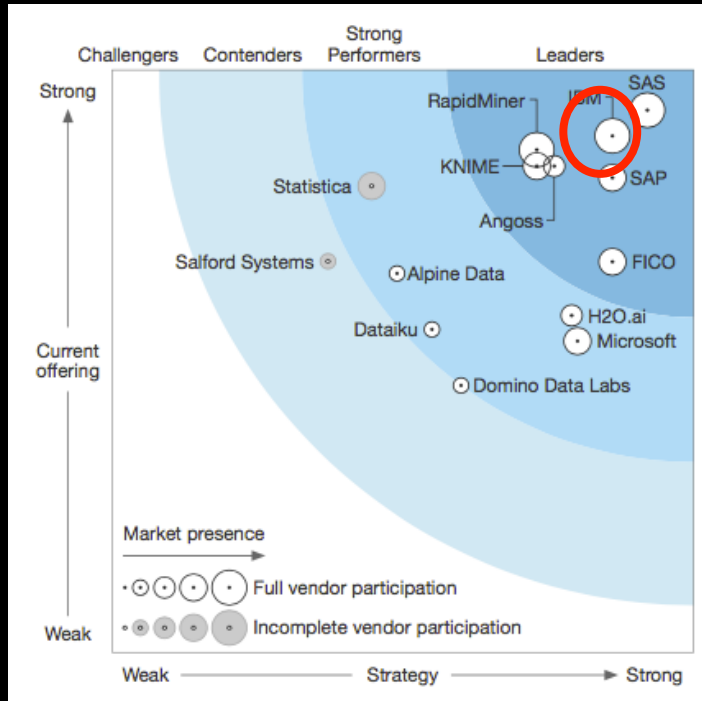 Challengers
Contenders
Strong
Performers
Leaders
Strong
SAS
IBM
RapidMiner
KNIME
SAP
Statistica
Angoss
Salford Systems
FICO
Alpine Data
H2O.ai
Dataiku
Microsoft
Current
offering
Domino Data Labs
Market presence
Full vendor participation
Incomplete vendor participation
Weak
Weak
Strategy
Strong